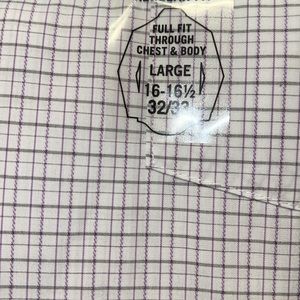 FULL FIT
THROUGH
CHEST & BODY
LARGE
16-16½
32/33